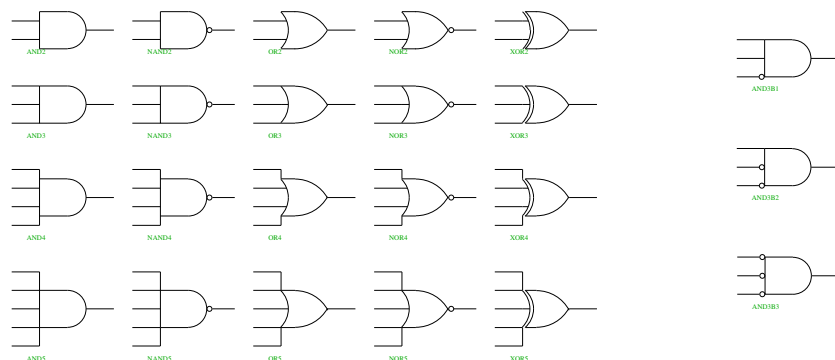 AND2 NAND2 OR2 NOR2 XOR2
AND3B1
AND3 NAND3 OR3 NOR3 XOR3
AND3B2
AND4 NAND4 OR4 NOR4 XOR4
AND3B3
AND5 NAND5 OR5 NOR5 XOR5